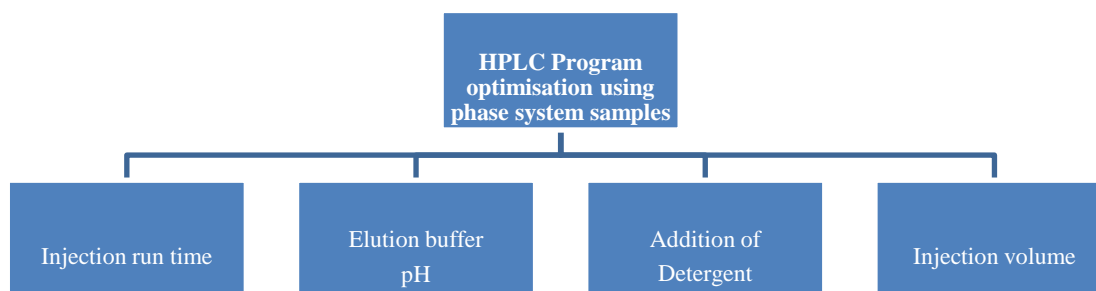 HPLC Program
optimisation using
phase system samples
Injection run time
Elution buffer
pH
Addition of
Detergent
Injection volume